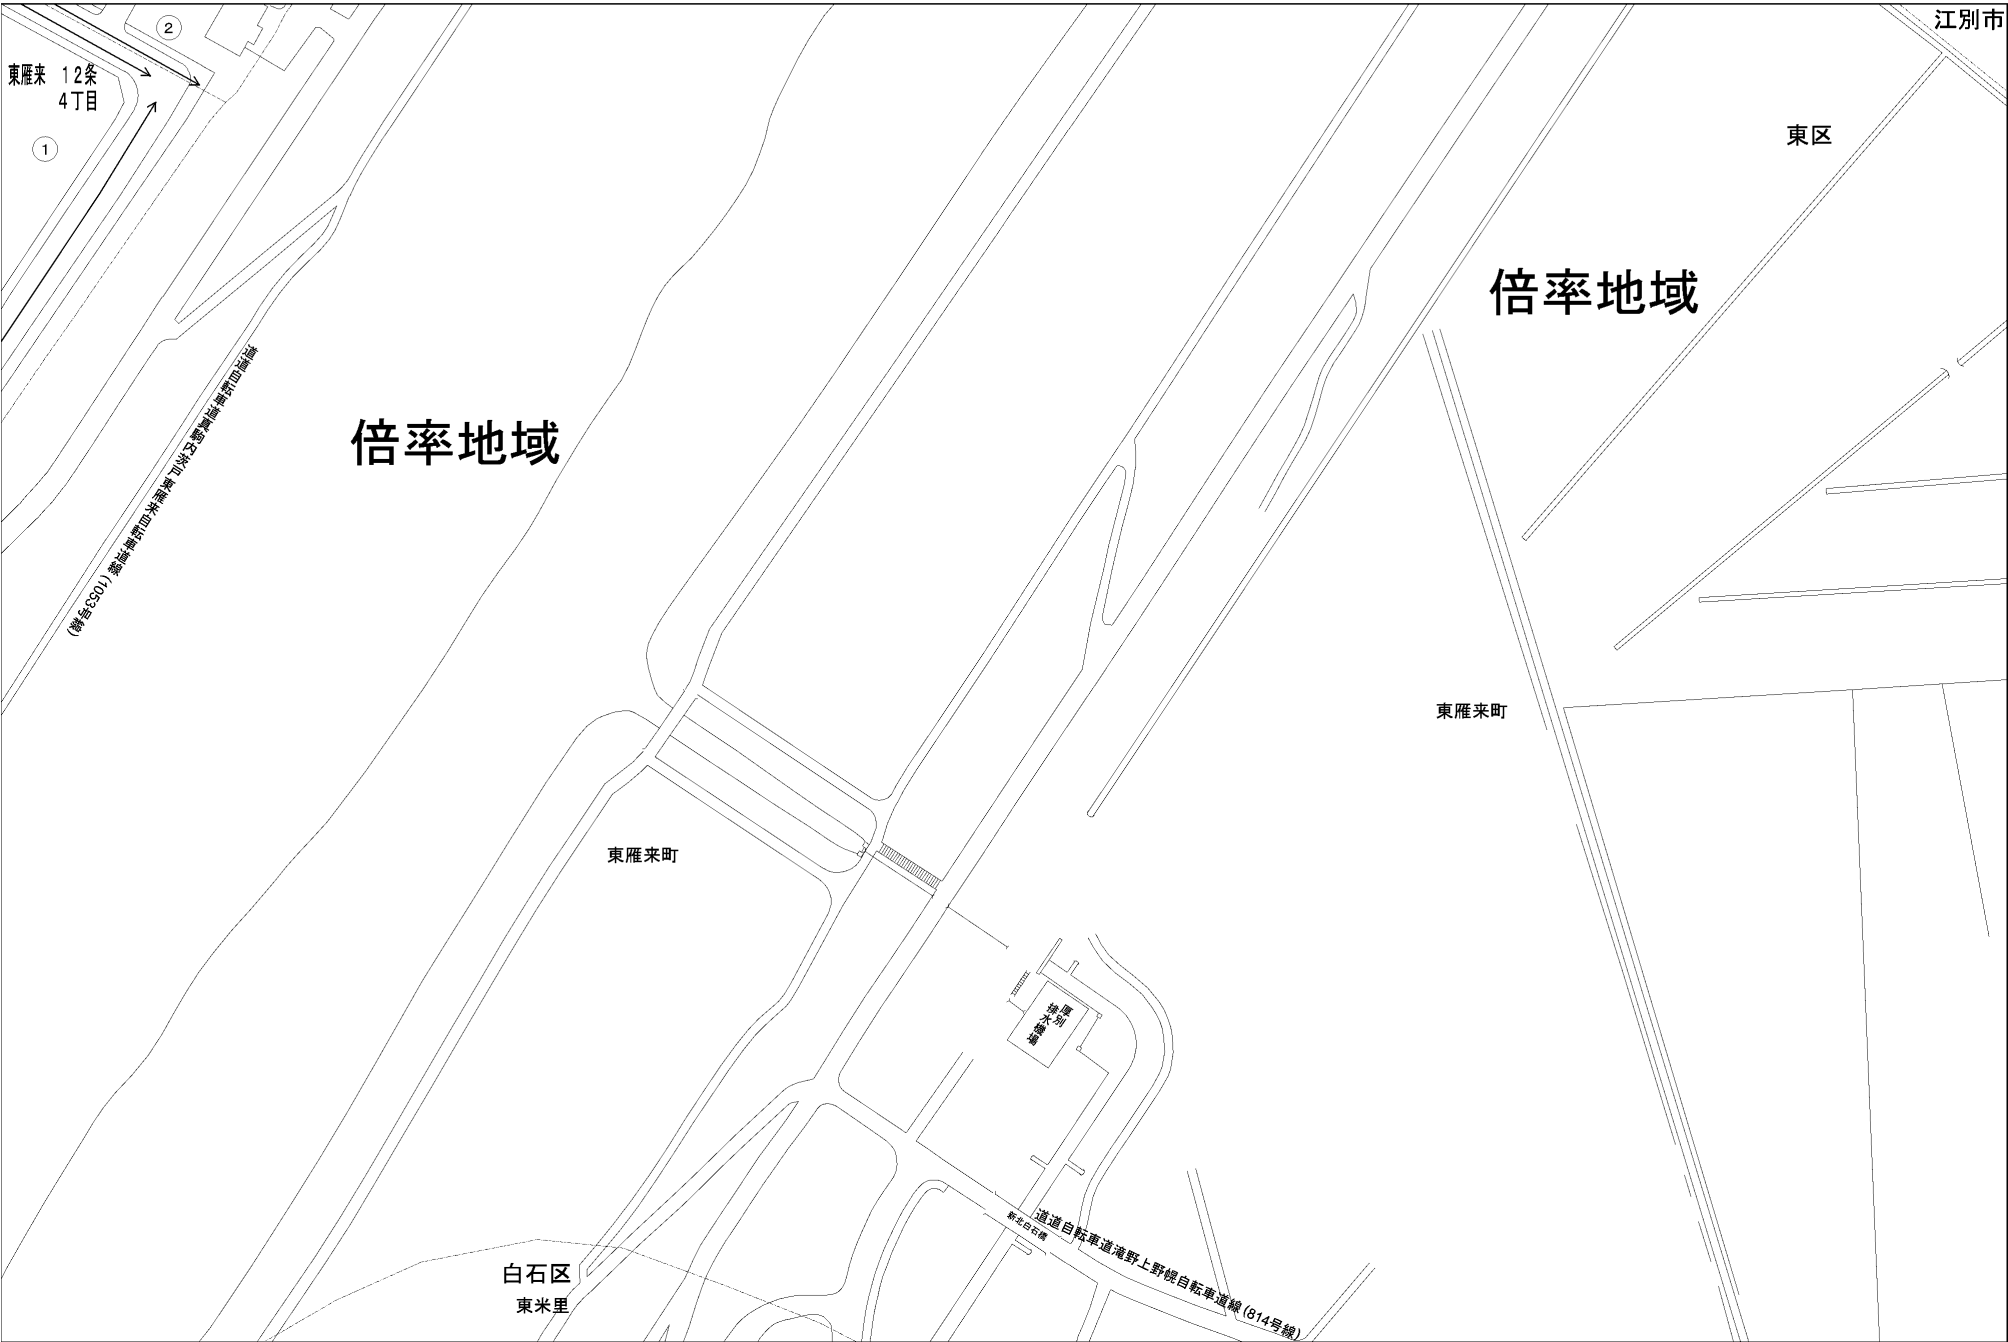 江別市
2
東雁来 12条
4丁目
1
東区
倍率地域
道道自転車道真駒内茨戸東雁来自転車道線(1053号線)
倍率地域
東雁来町
東雁来町
厚別
排水機場
新北白石橋
道道自転車道滝野上野幌自転車道線(814号線)
白石区
東米里